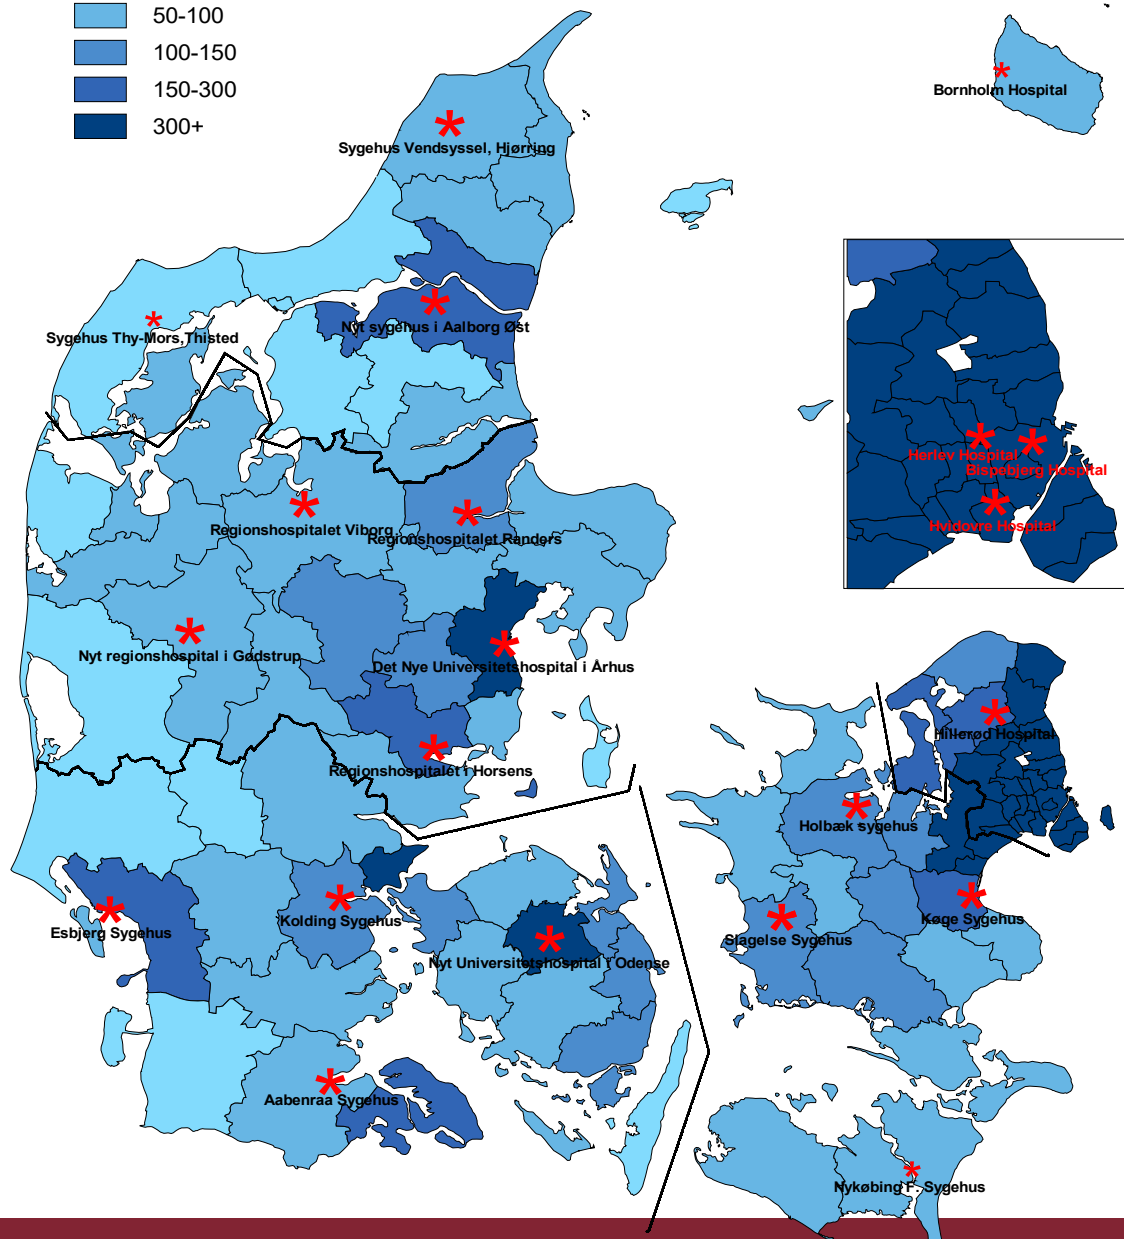 50-100
100-150
150-300
300+
Bornholm Hospital
Sygehus Vendsyssel, Hjørring
Nyt sygehus i Aalborg Øst
Sygehus Thy-Mors,Thisted
Herlev Hospital
Bispebjerg Hospital
Hvidovre Hospital
Regionshospitalet Viborg
Regionshospitalet Randers
Nyt regionshospital i Gødstrup
Det Nye Universitetshospital i Århus
Hillerød Hospital
Regionshospitalet i Horsens
Holbæk sygehus
Kolding Sygehus
Køge Sygehus
Esbjerg Sygehus
Slagelse Sygehus
Nyt Universitetshospital i Odense
Aabenraa Sygehus
Nykøbing F. Sygehus